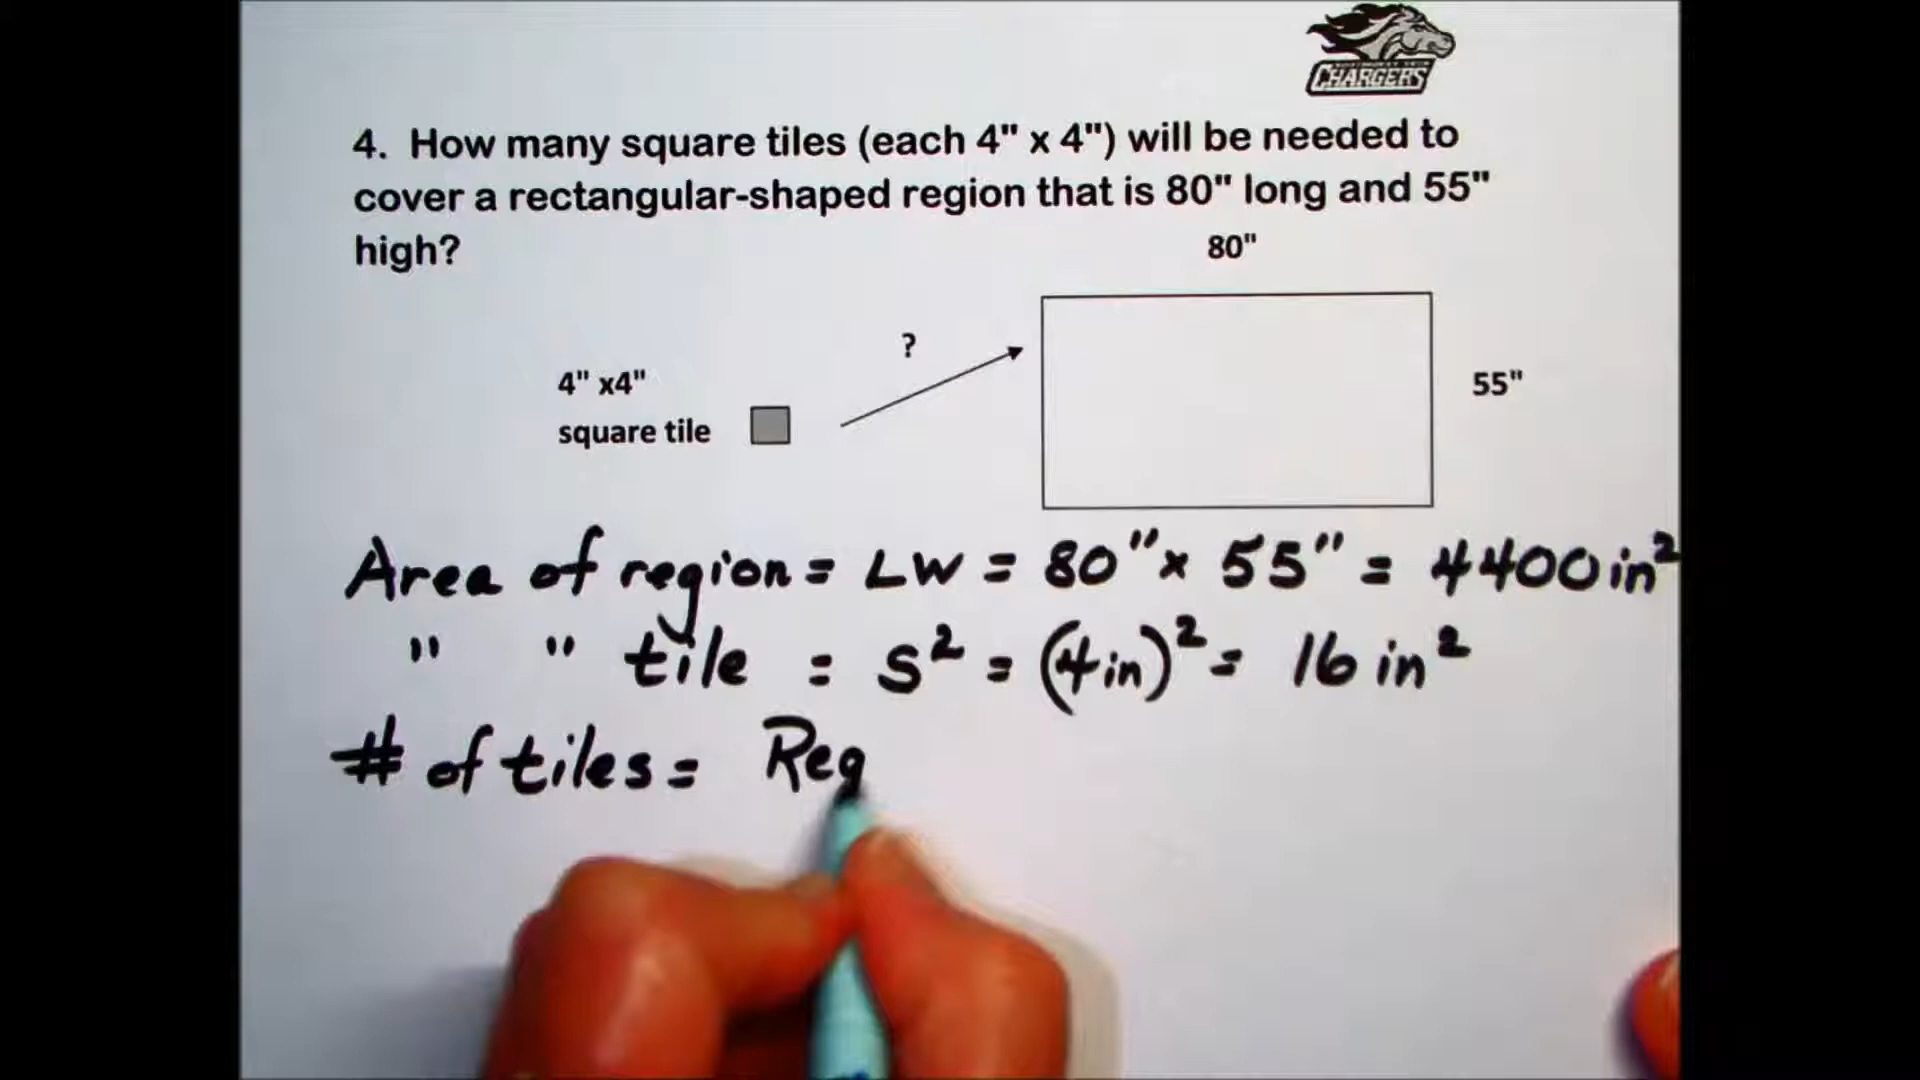 CHARGERS
4. How many square tiles (each 4" x 4") will be needed to
cover a rectangular-shaped region that is 80" long and 55"
high?
80"
?
4" x4"
square tile
55"
Area of region = LW = 80" x 55" = 4400 in²
" " tile = s² = (4in)² = 16 in²
# of tiles = Reg